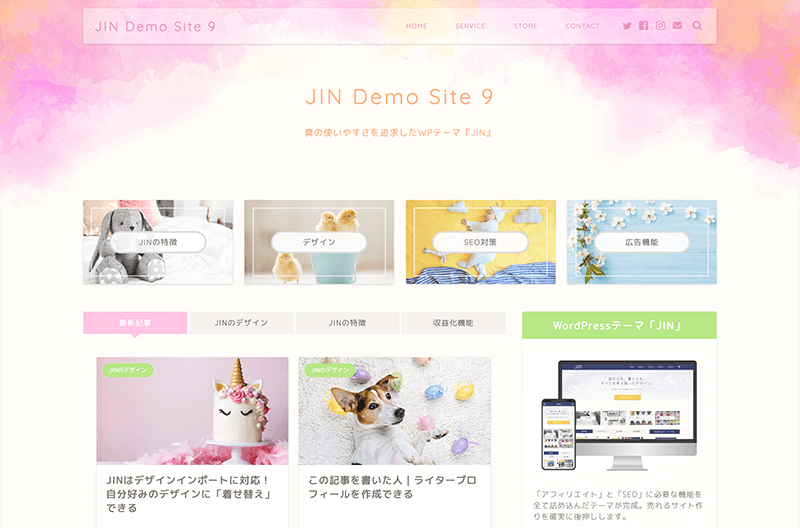 JIN Demo Site 9
HOME
SERVICE
STORE
CONTACT
JIN Demo Site 9
真の使いやすさを追求したWPテーマ『JIN』
JINの特徴
デザイン
SEO対策
広告機能
最新記事
JINのデザイン
JINの特徴
収益化機能
WordPressテーマ「JIN」
JINのデザイン
JINのデザイン
JINはデザインインポートに対応！
自分好みのデザインに「着せ替え」
できる
この記事を書いた人｜ライタープロ
フィールを作成できる
「アフィリエイト」と「SEO」に必要な機能を
全て詰め込んだテーマが完成。売れるサイト作
りを確実に後押しします。